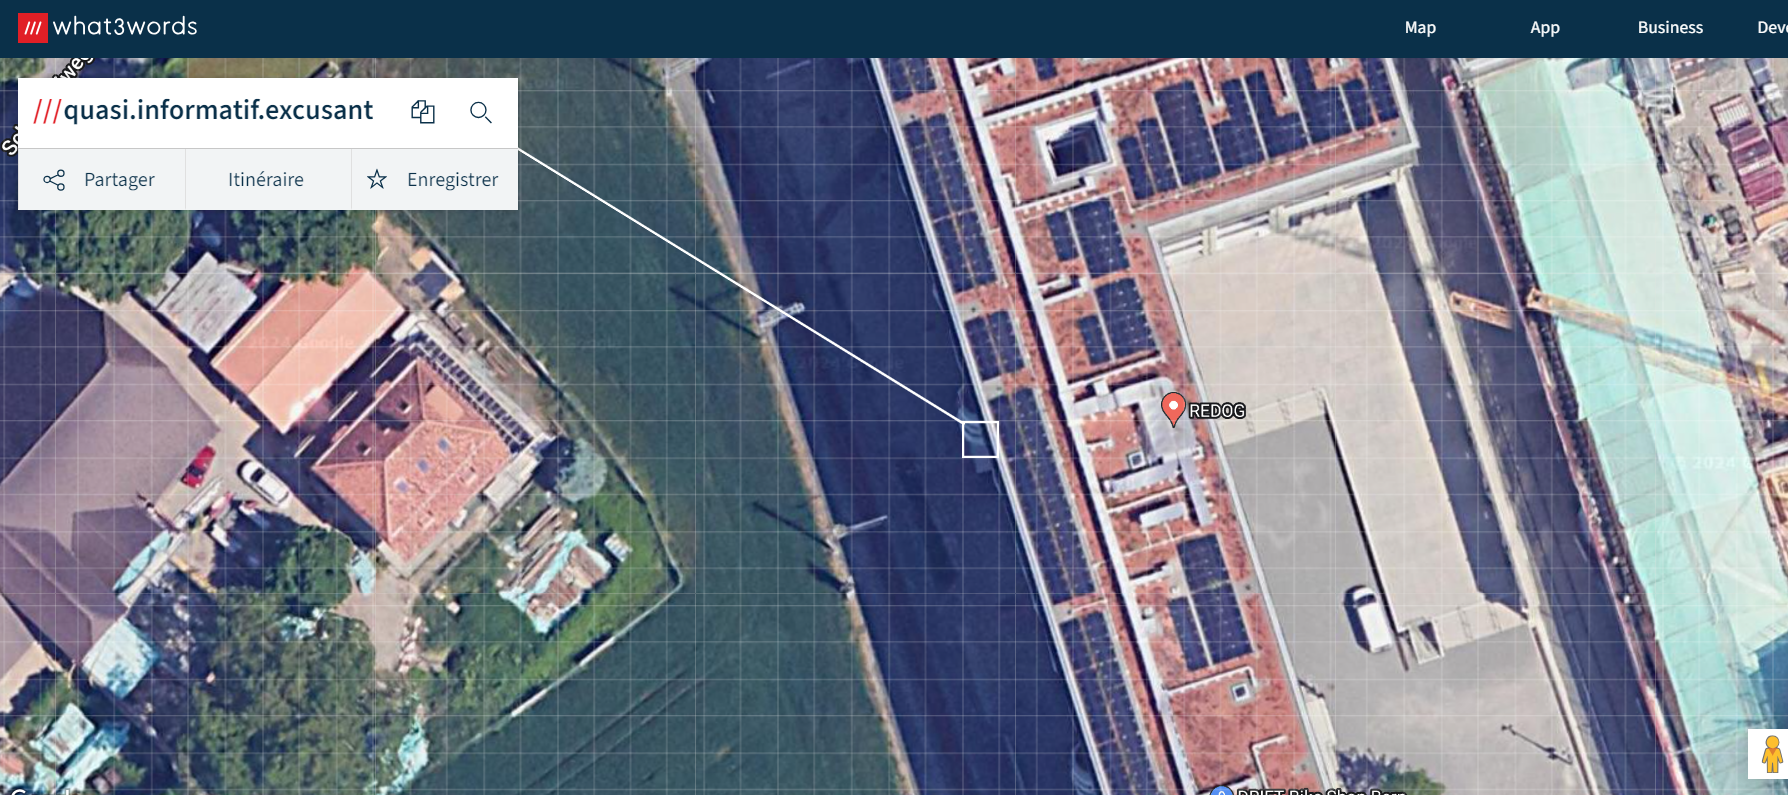 what3words
Map
App
Business
///quasi.informatif.excusant
Partager
Itinéraire
Enregistrer
REDOG